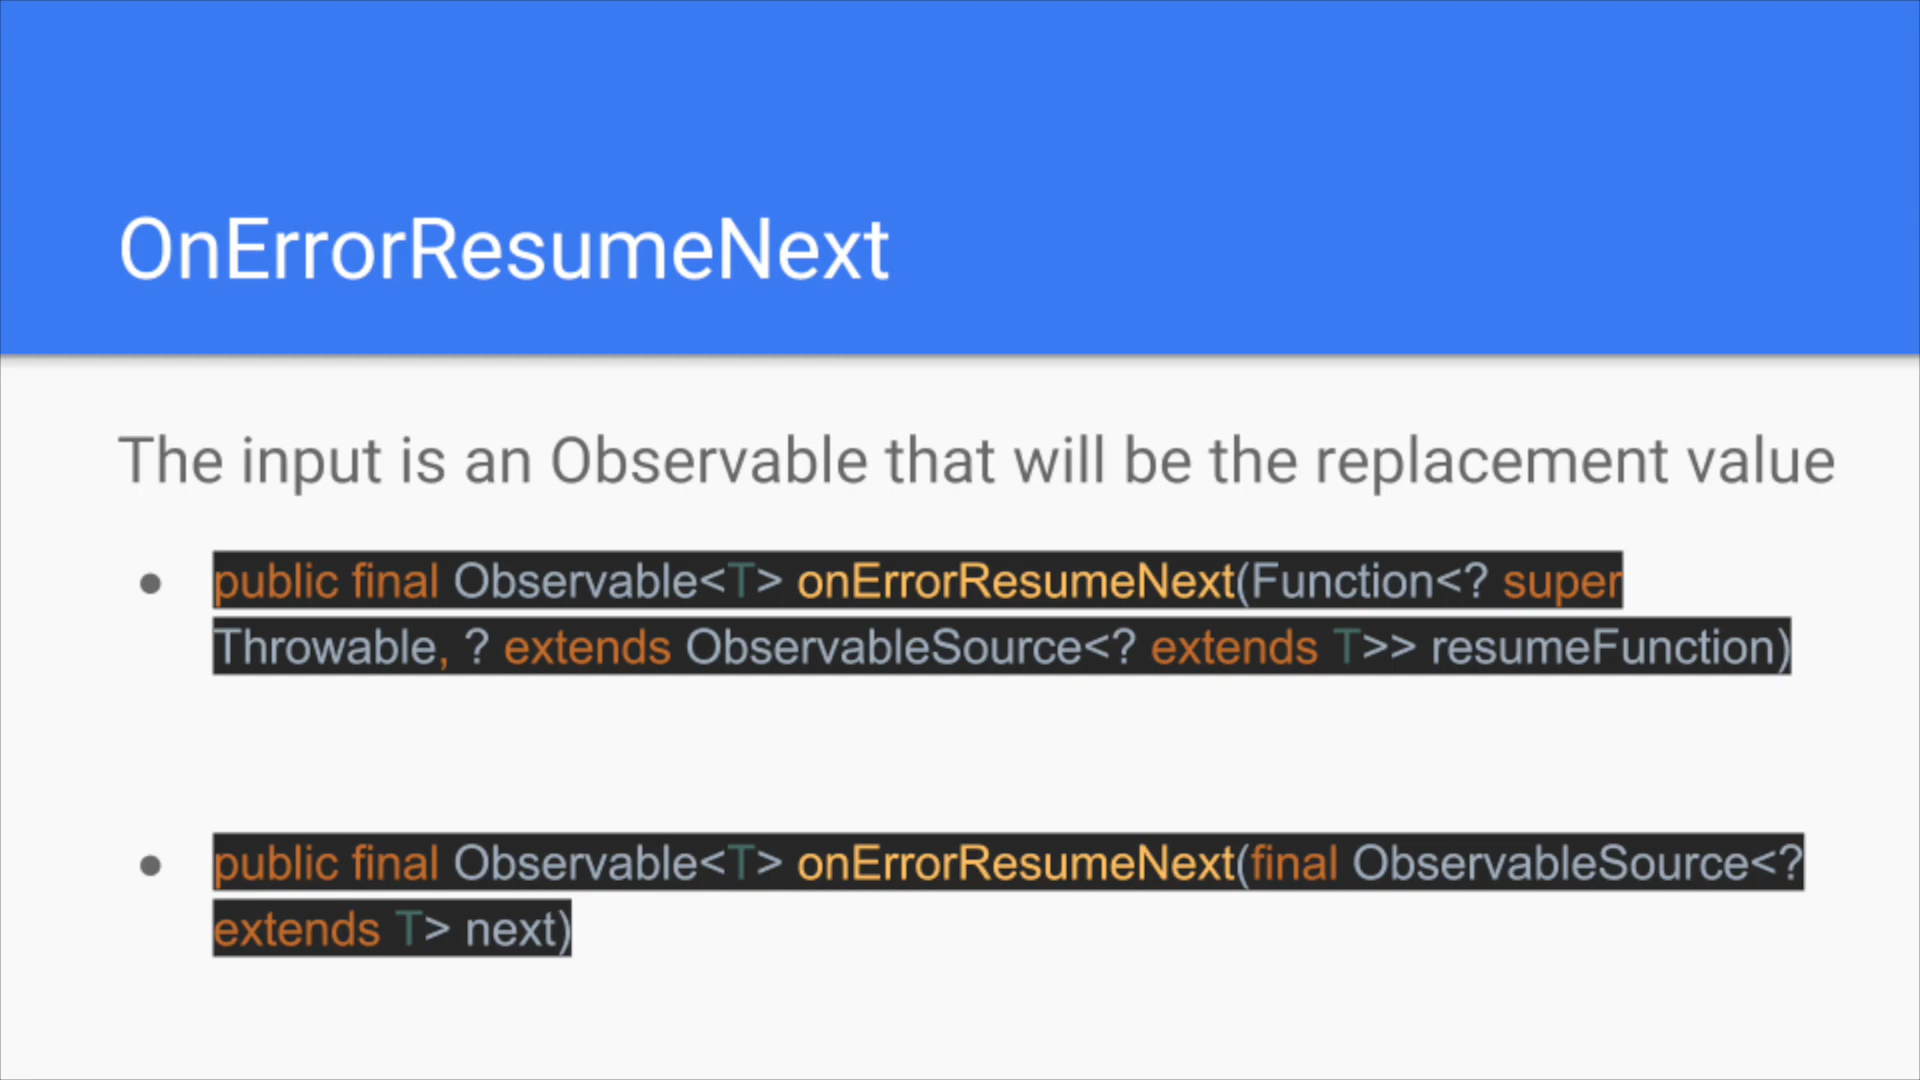 OnErrorResumeNext
The input is an Observable that will be the replacement value
● public final Observable<T> onErrorResumeNext(Function<? super
Throwable, ? extends ObservableSource<? extends T>> resumeFunction)
● public final Observable<T> onErrorResumeNext(final ObservableSource<?
extends T> next)